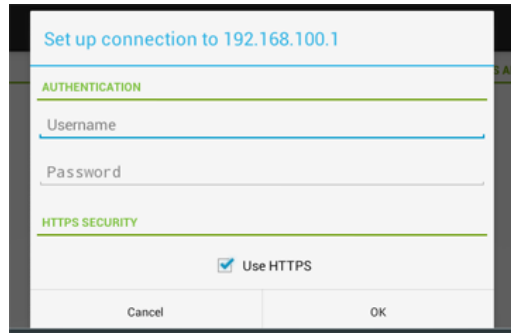 Set up connection to 192.168.100.1
AUTHENTICATION
Username
Password
HTTPS SECURITY
Use HTTPS
Cancel
OK